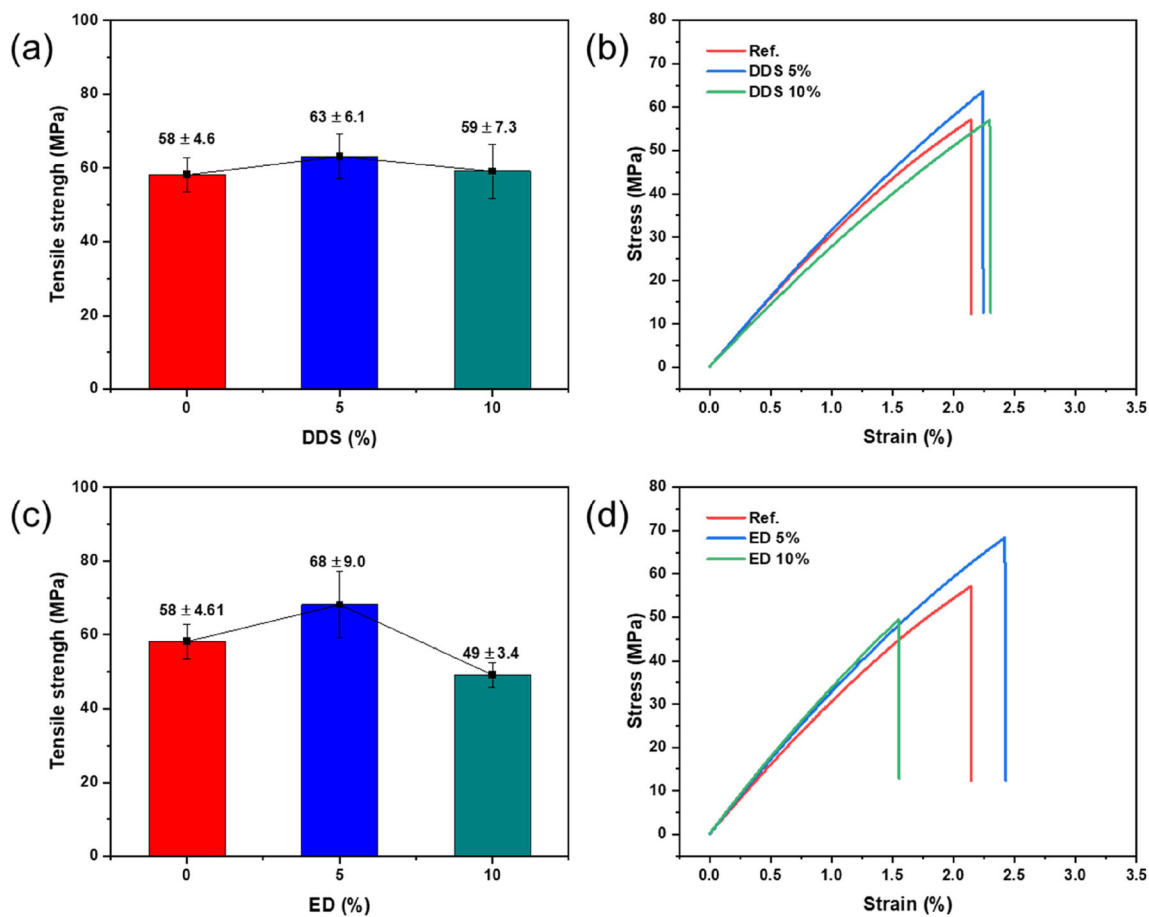 (a)
Tensile strengh (MPa)
100
80
60
40
20
0
58 ± 4.6
63 ± 6.1
59 ± 7.3
0 5 10
DDS (%)
(b)
Stress (MPa)
80
70
60
50
40
30
20
10
0
Ref.
DDS 5%
DDS 10%
0.0 0.5 1.0 1.5 2.0 2.5 3.0 3.5
Strain (%)
(c)
Tensile strengh (MPa)
100
80
60
40
20
0
58 ± 4.61
68 ± 9.0
49 ± 3.4
0 5 10
ED (%)
(d)
Stress (MPa)
80
70
60
50
40
30
20
10
0
Ref.
ED 5%
ED 10%
0.0 0.5 1.0 1.5 2.0 2.5 3.0 3.5
Strain (%)